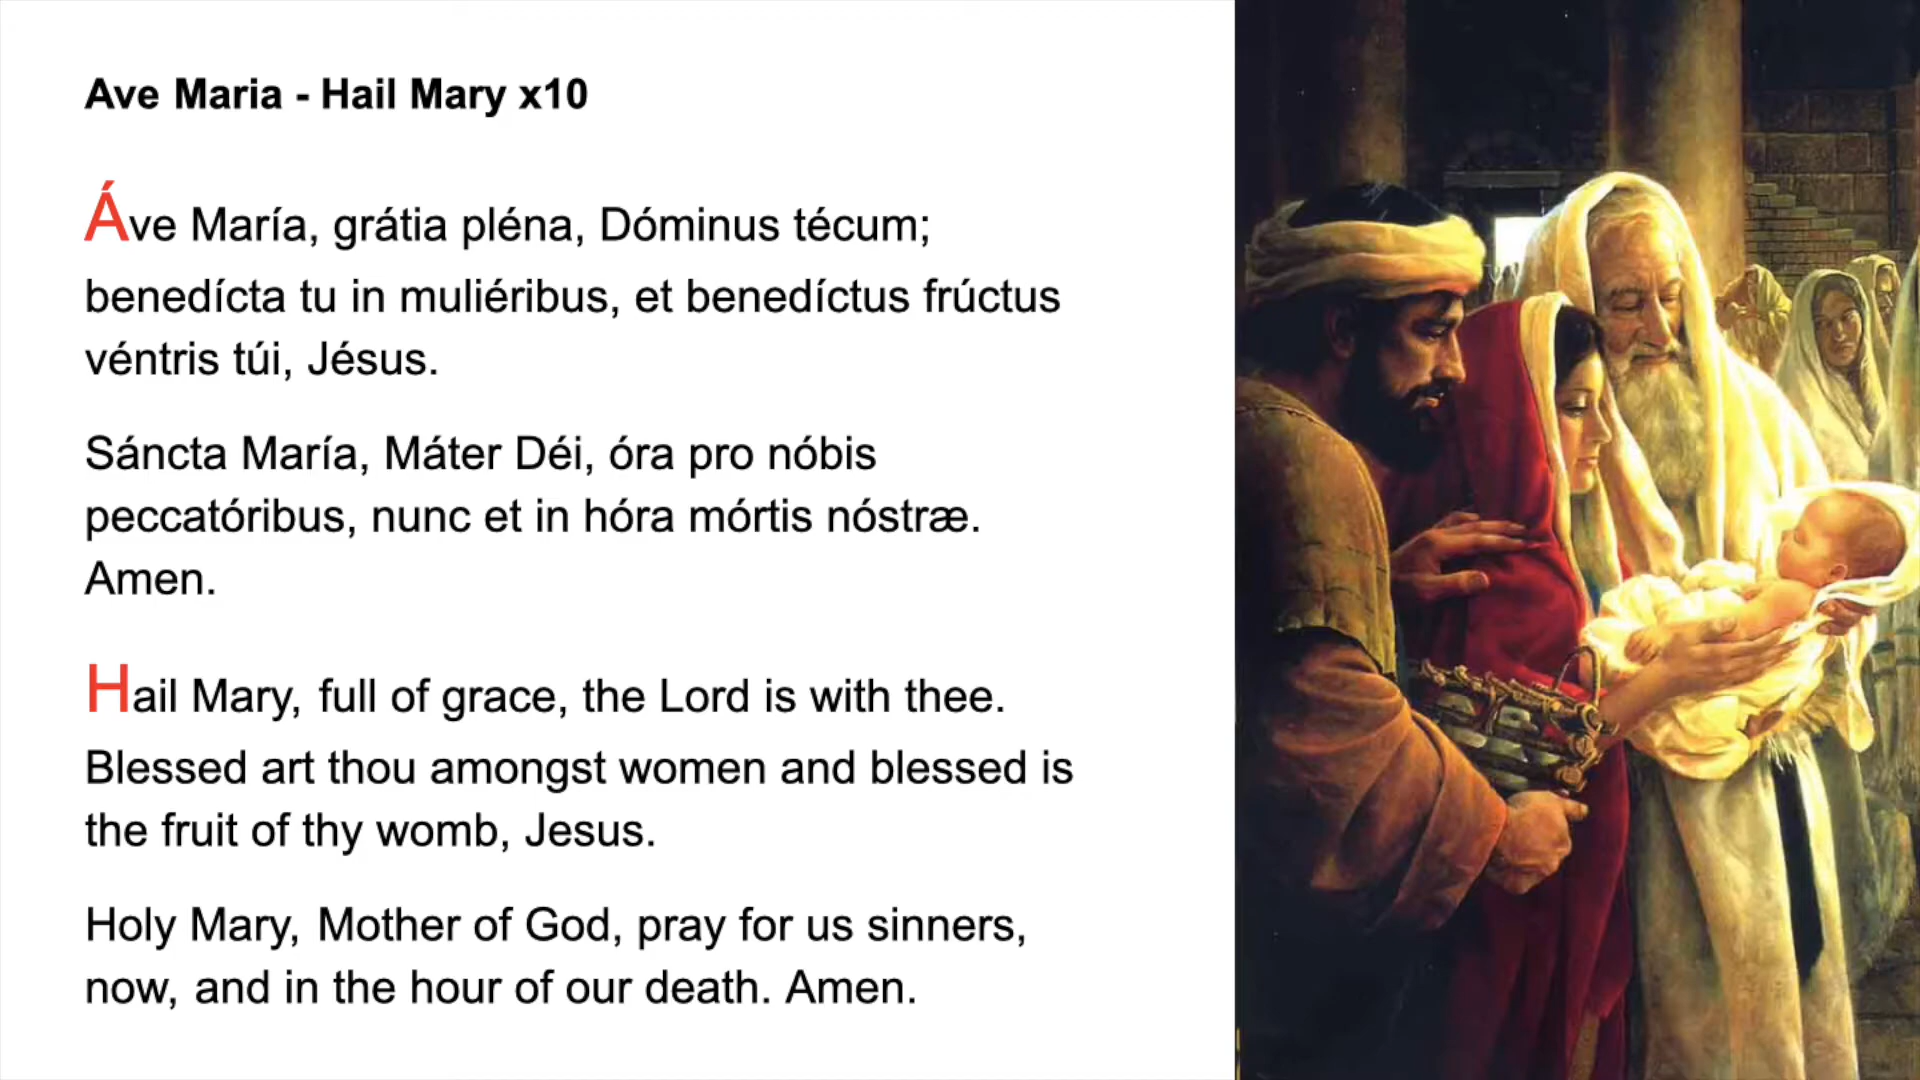 Ave Maria - Hail Mary x10
Áve María, grátia pléna, Dóminus técum;
benedícta tu in muliéribus, et benedíctus frúctus
véntris túi, Jésus.
Sáncta María, Máter Déi, óra pro nóbis
peccatóribus, nunc et in hóra mórtis nóstræ.
Amen.
Hail Mary, full of grace, the Lord is with thee.
Blessed art thou amongst women and blessed is
the fruit of thy womb, Jesus.
Holy Mary, Mother of God, pray for us sinners,
now, and in the hour of our death. Amen.